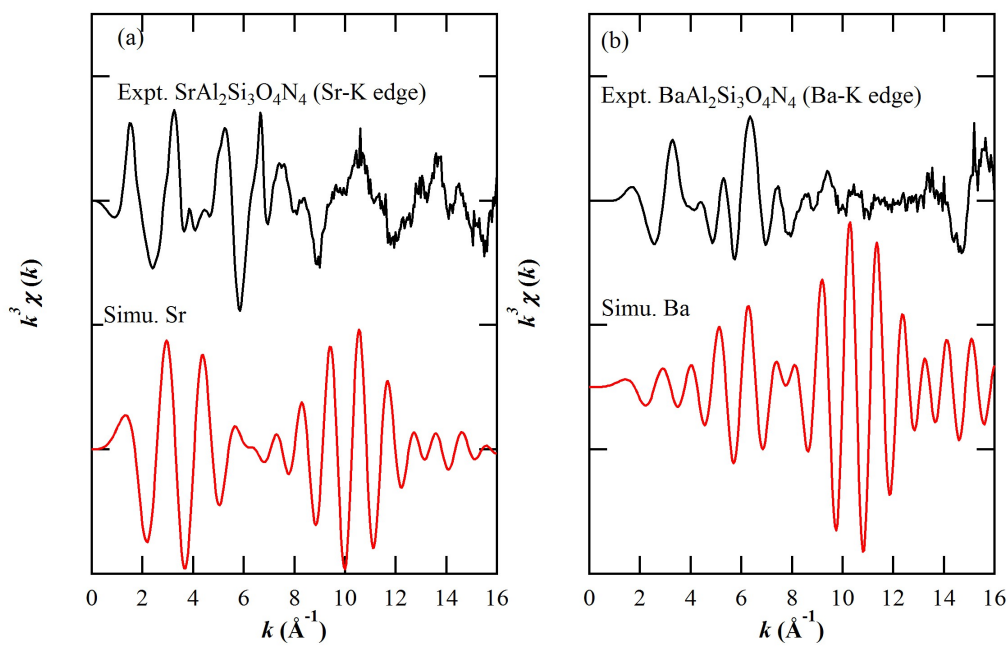 (a)
Expt. SrAl₂Si₃O₄N₄ (Sr-K edge)
Simu. Sr
k³ χ(k)
0 2 4 6 8 10 12 14 16
k (Å⁻¹)
(b)
Expt. BaAl₂Si₃O₄N₄ (Ba-K edge)
Simu. Ba
k³ χ(k)
0 2 4 6 8 10 12 14 16
k (Å⁻¹)